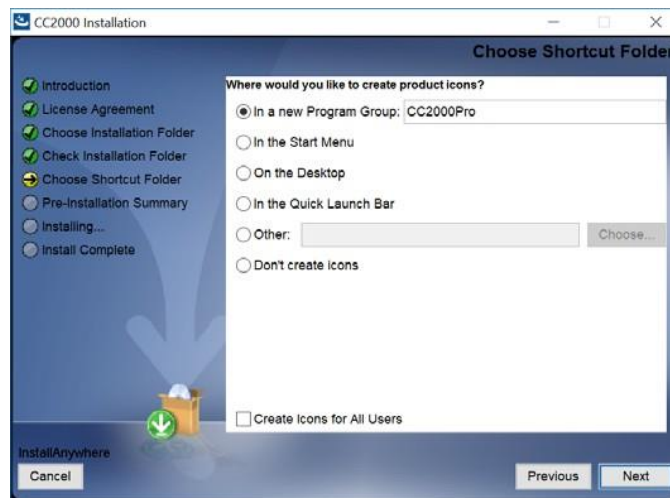 CC2000 Installation
Choose Shortcut Folder
Introduction
License Agreement
Choose Installation Folder
Check Installation Folder
Choose Shortcut Folder
Pre-Installation Summary
Installing...
Install Complete
Where would you like to create product icons?
In a new Program Group: CC2000Pro
In the Start Menu
On the Desktop
In the Quick Launch Bar
Other: Choose...
Don't create icons
Create Icons for All Users
InstallAnywhere
Cancel Previous Next